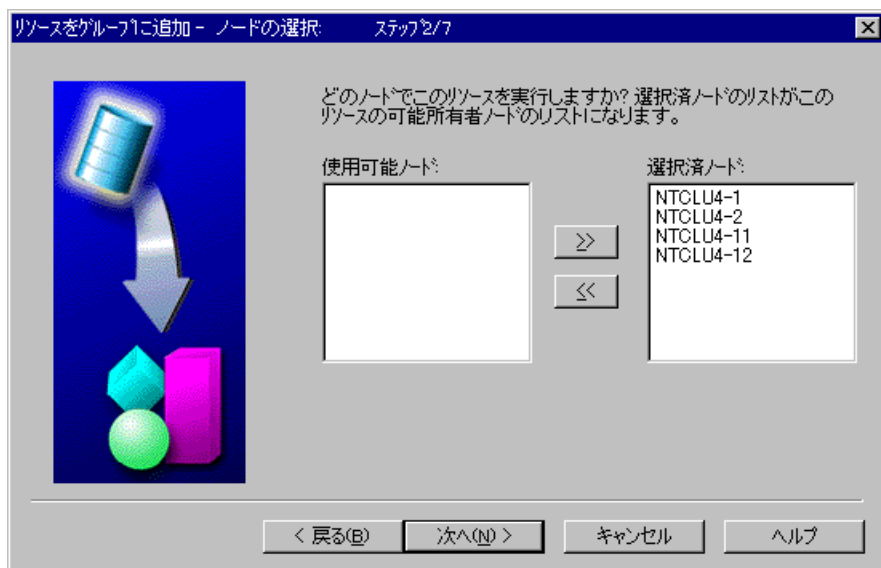 リソースをグループに追加 - ノードの選択: ステップ2/7
どのノードでこのリソースを実行しますか? 選択済ノードのリストがこの
リソースの可能所有者ノードのリストになります。
使用可能ノード:
選択済ノード:
NTCLU4-1
NTCLU4-2
NTCLU4-11
NTCLU4-12
>>
<<
< 戻る(B)
次へ(N) >
キャンセル
ヘルプ